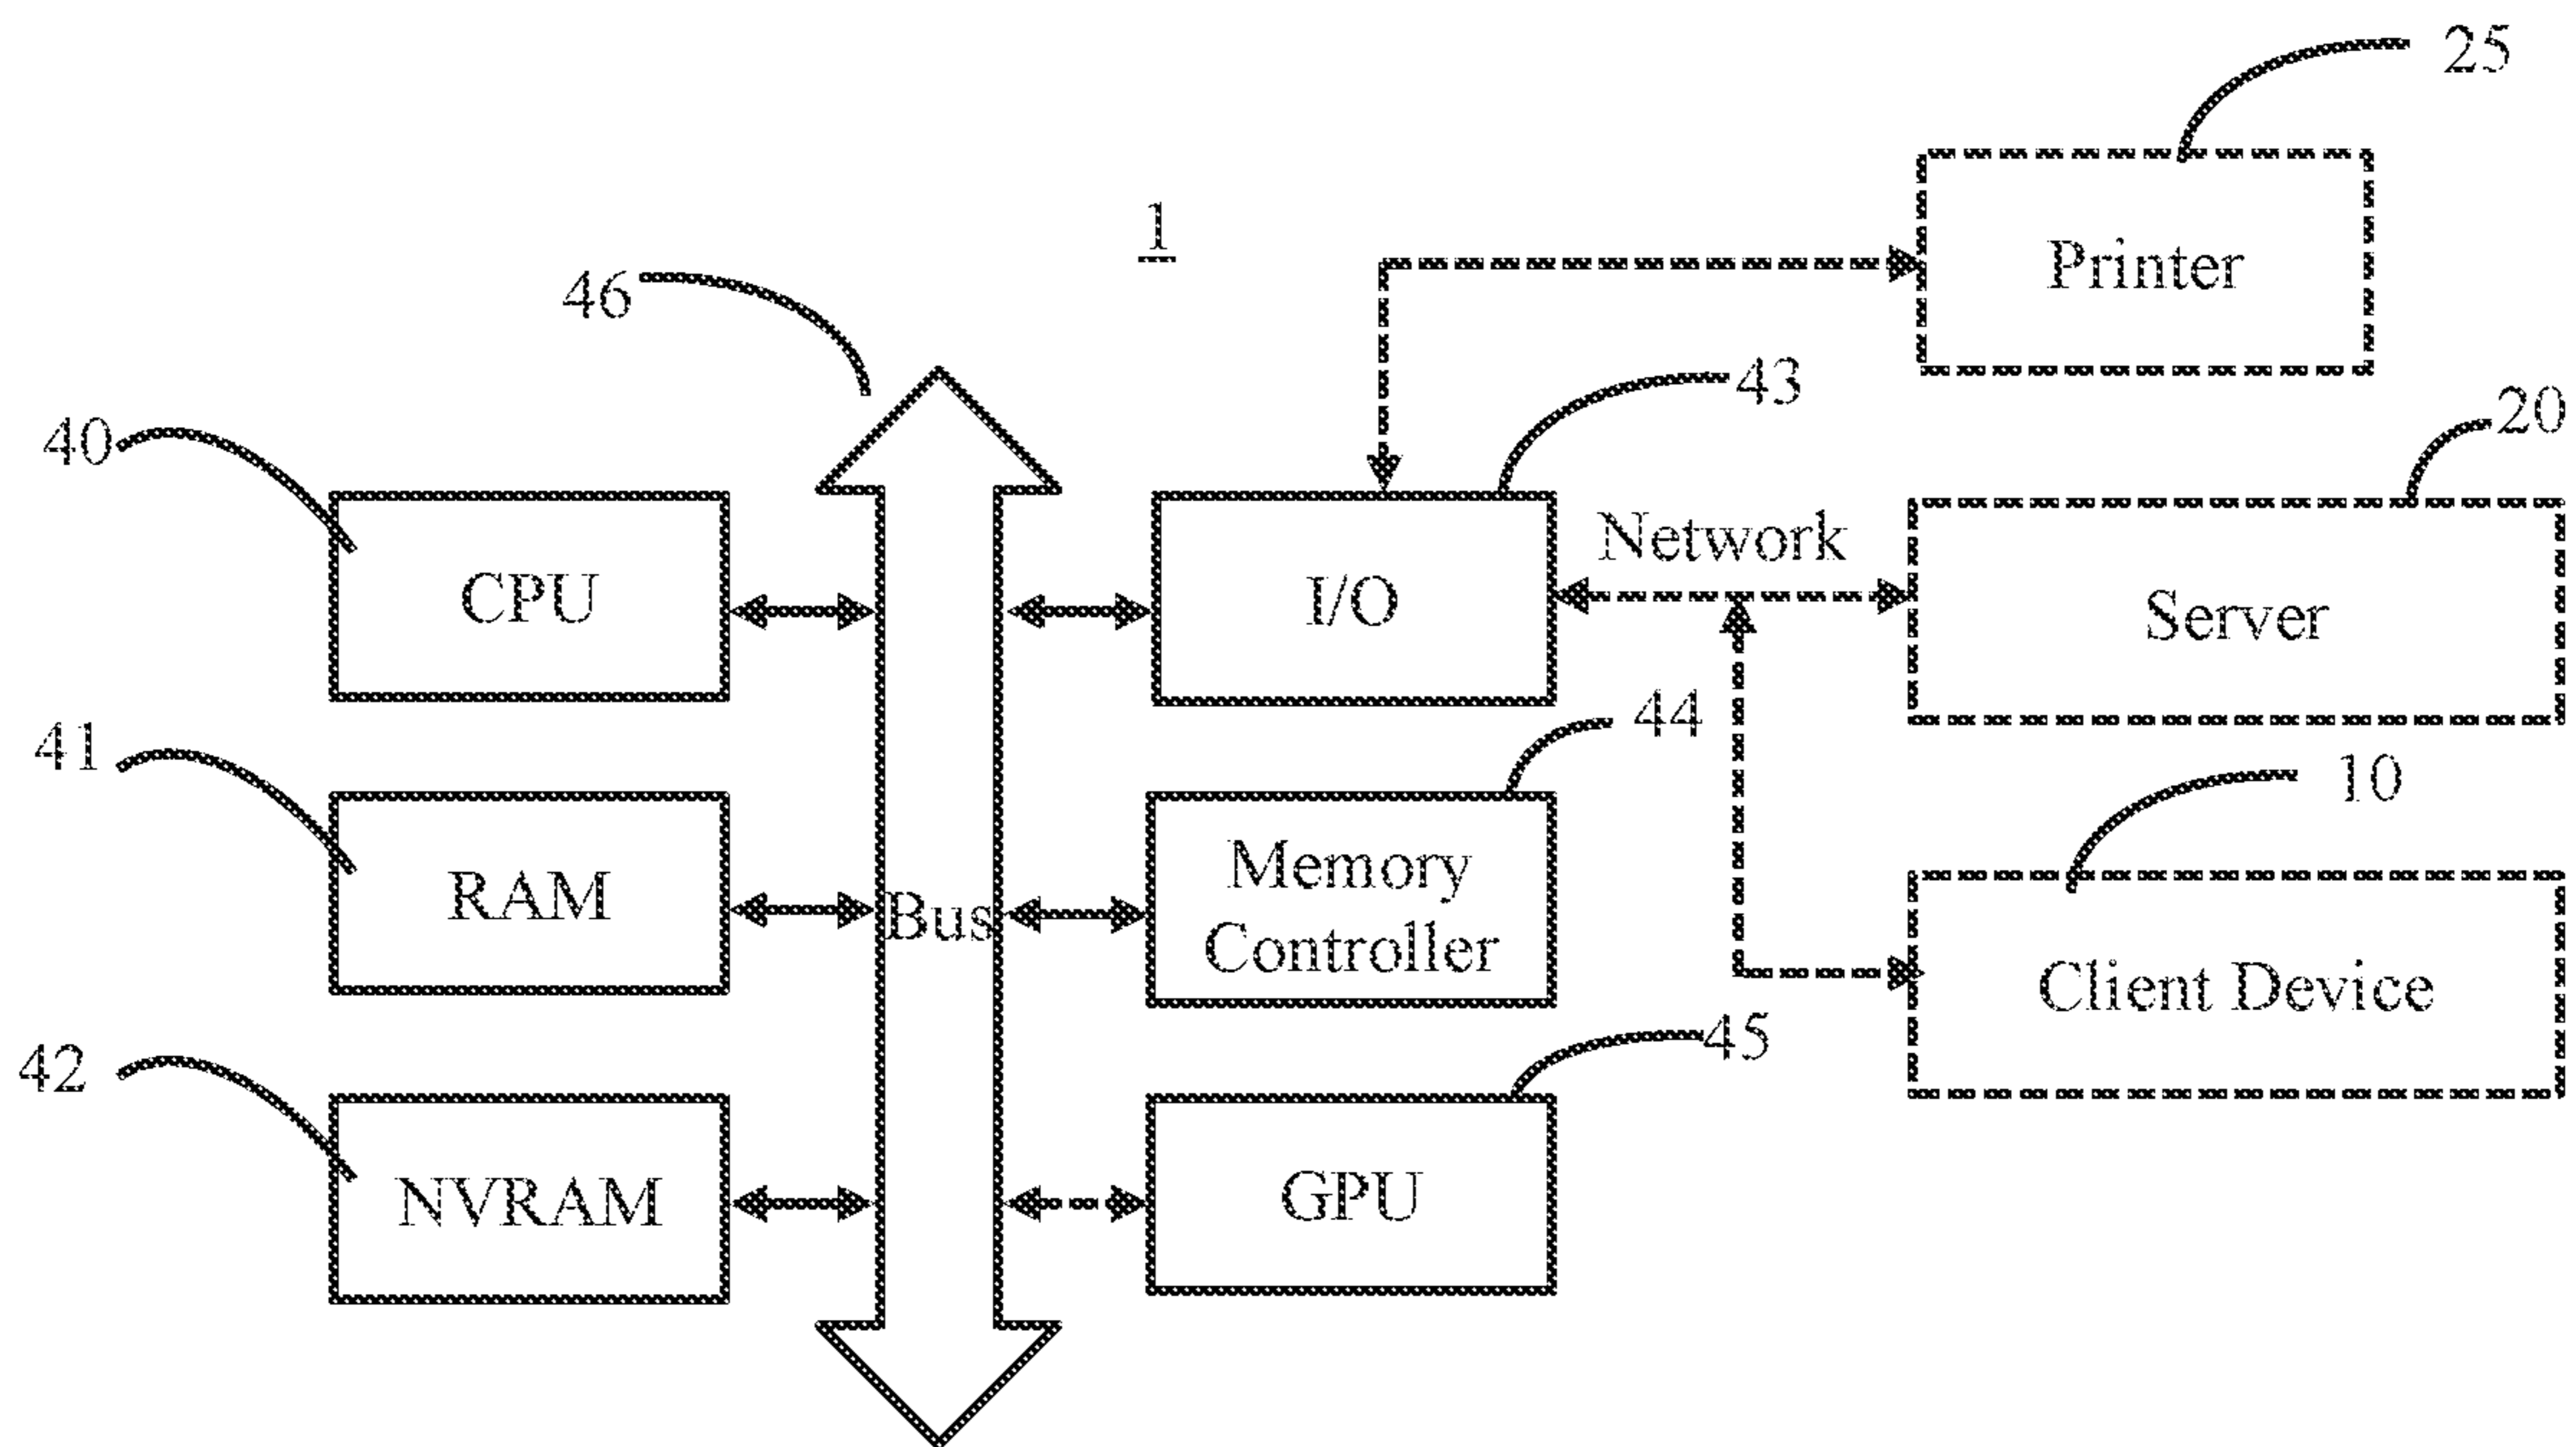 25
1
Printer
46
43
20
40
Network
CPU
I/O
Server
44
41
10
Memory
Controller
RAM
Bus
Client Device
45
42
NVRAM
GPU